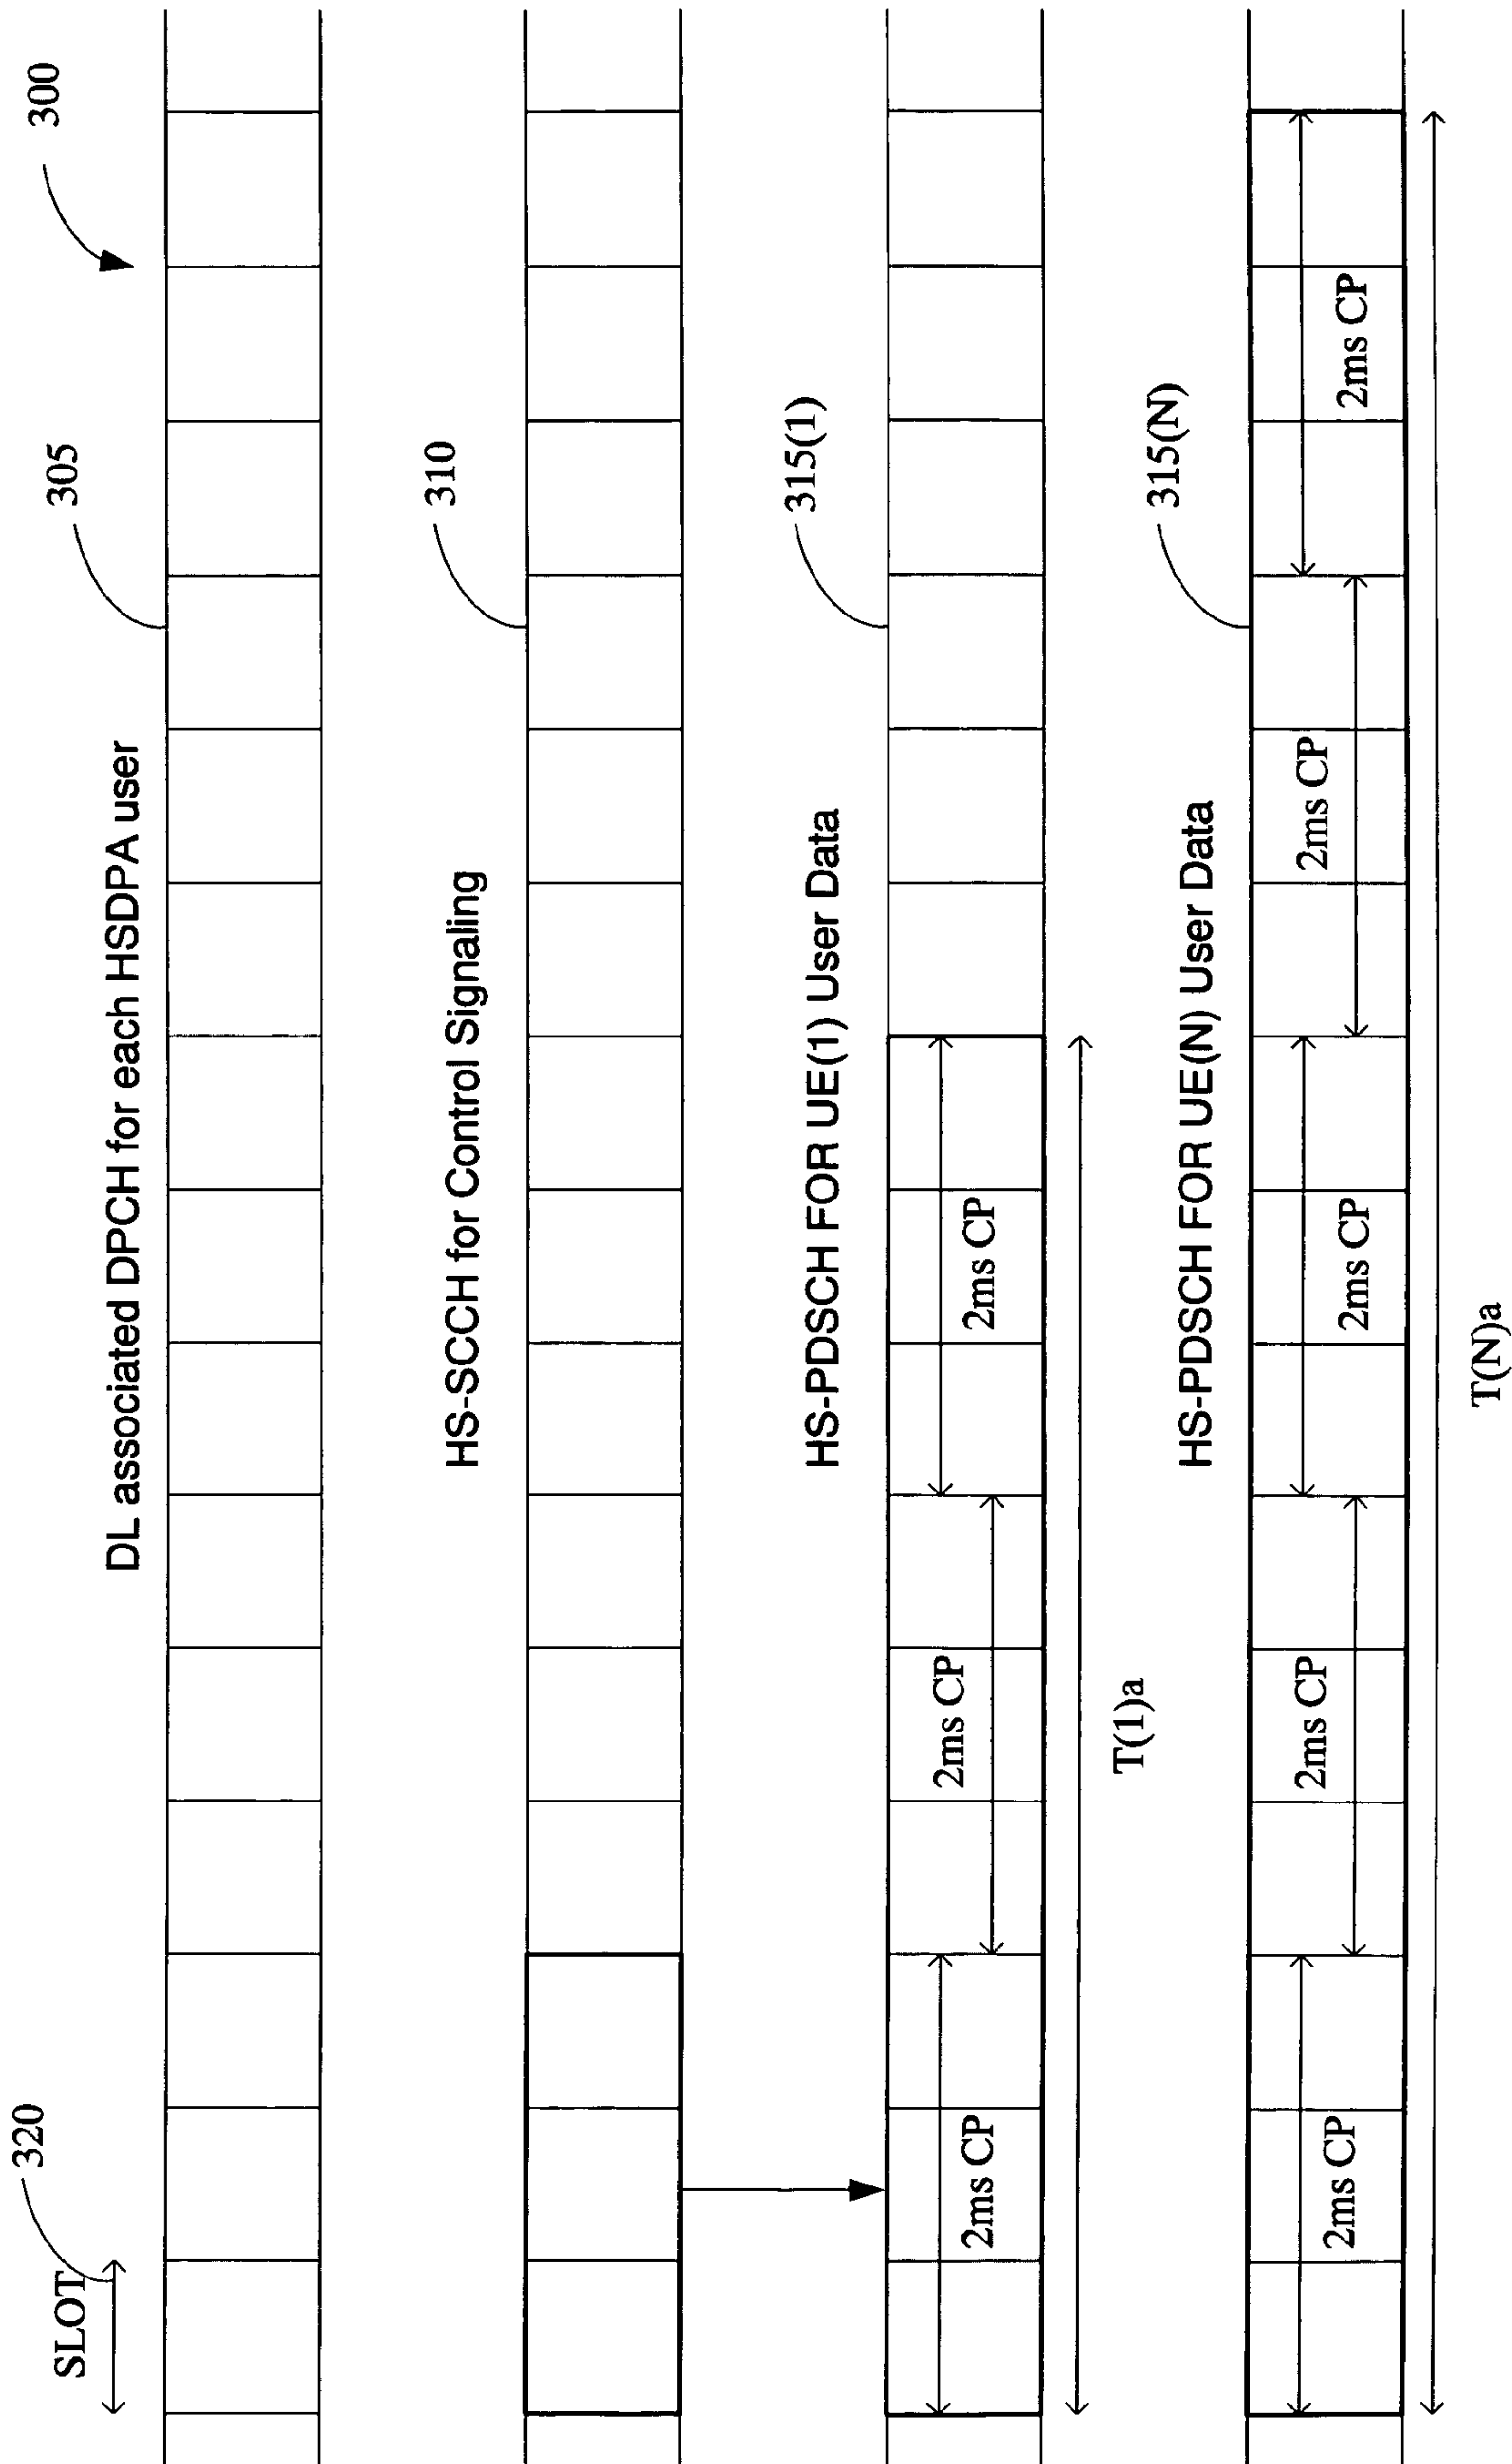 300
SLOT
320
DL associated DPCH for each HSDPA user
305
HS-SCCH for Control Signaling
310
HS-PDSCH FOR UE(1) User Data
315(1)
2ms CP
2ms CP
2ms CP
T(1)a
HS-PDSCH FOR UE(N) User Data
315(N)
2ms CP
2ms CP
2ms CP
2ms CP
2ms CP
T(N)a